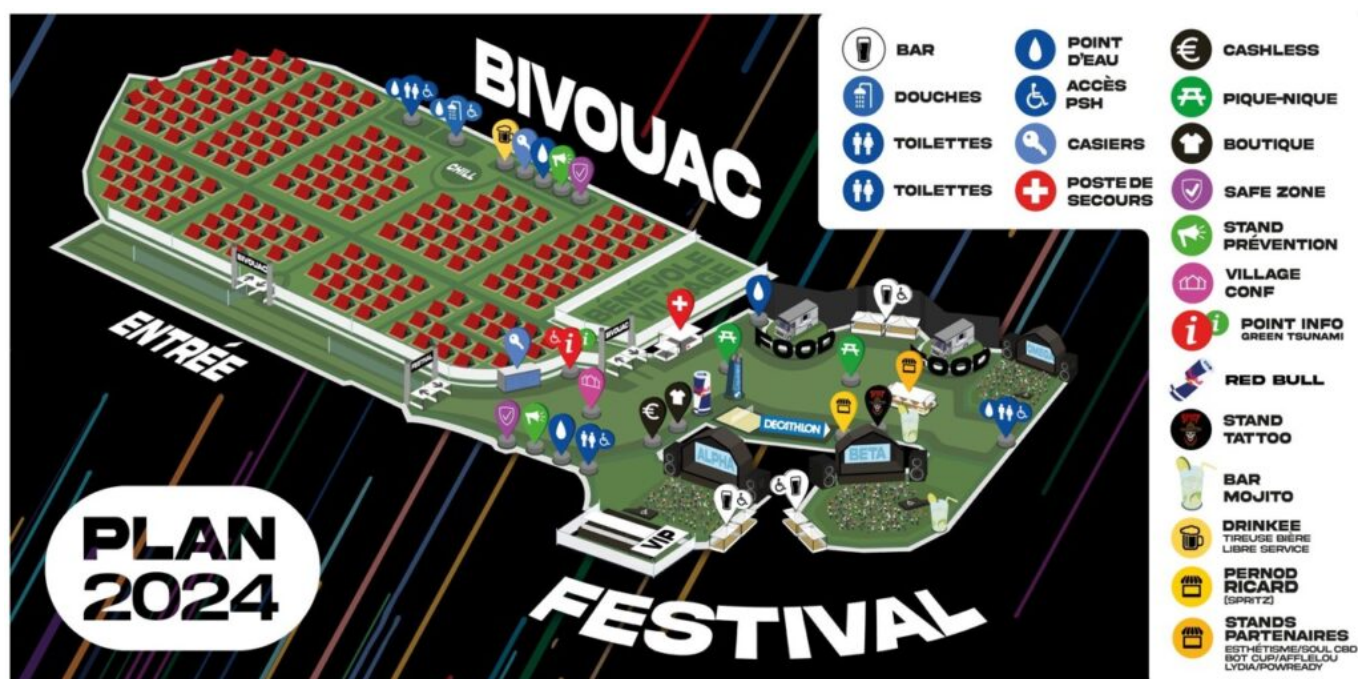 BIVOUAC
CHILL
BIVOUAC
ENTRÉE
BÉNÉVOLE
VILLAGE
BIVOUAC
FESTIVAL
FOOD
FOOD
OMEGA
DECATHLON
ALPHA
BETA
VIP
FESTIVAL
PLAN
2024
BAR
DOUCHES
TOILETTES
TOILETTES
POINT
D'EAU
ACCÈS
PSH
CASIERS
POSTE DE
SECOURS
CASHLESS
PIQUE-NIQUE
BOUTIQUE
SAFE ZONE
STAND
PRÉVENTION
VILLAGE
CONF
POINT INFO
GREEN TSUNAMI
RED BULL
STAND
TATTOO
BAR
MOJITO
DRINKEE
TIREUSE BIÈRE
LIBRE SERVICE
PERNOD
RICARD
(SPRITZ)
STANDS
PARTENAIRES
ESTHÉTISME/SOUL CBD
BOT CUP/AFFLELOU
LYDIA/POWREADY